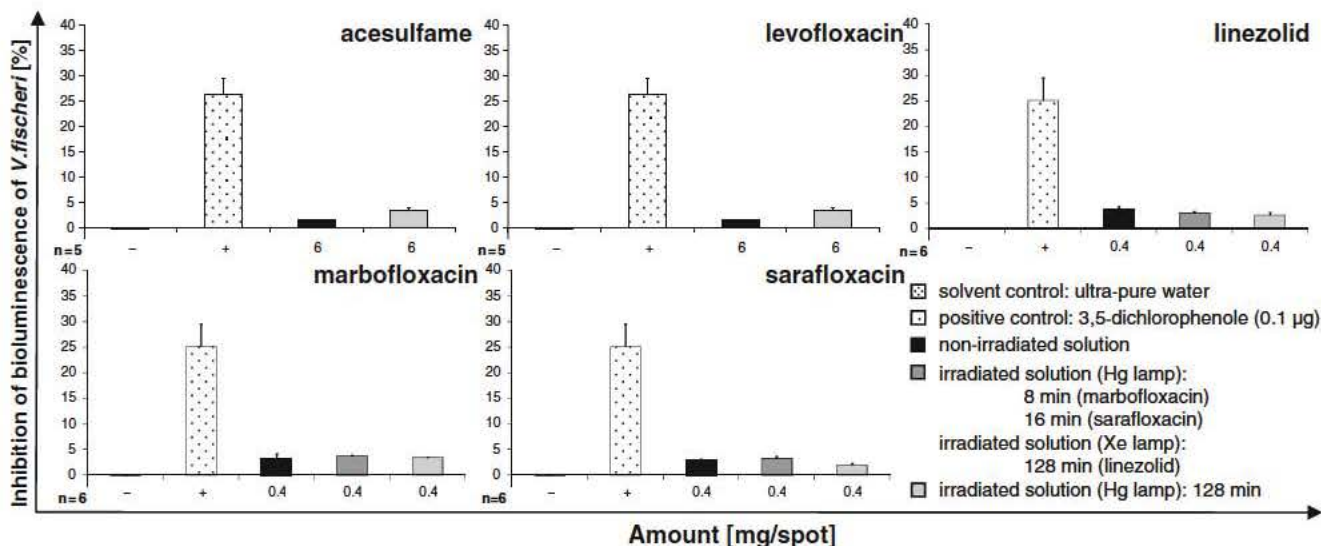 Inhibition of bioluminescence of V.fischeri [%]
acesulfame
40
35
30
25
20
15
10
5
0
n=5
– + 6 6
levofloxacin
40
35
30
25
20
15
10
5
0
n=5
– + 6 6
linezolid
40
35
30
25
20
15
10
5
0
n=6
– + 0.4 0.4 0.4
marbofloxacin
40
35
30
25
20
15
10
5
0
n=6
– + 0.4 0.4 0.4
sarafloxacin
40
35
30
25
20
15
10
5
0
n=6
– + 0.4 0.4 0.4
solvent control: ultra-pure water
positive control: 3,5-dichlorophenole (0.1 µg)
non-irradiated solution
irradiated solution (Hg lamp):
8 min (marbofloxacin)
16 min (sarafloxacin)
irradiated solution (Xe lamp):
128 min (linezolid)
irradiated solution (Hg lamp): 128 min
Amount [mg/spot]